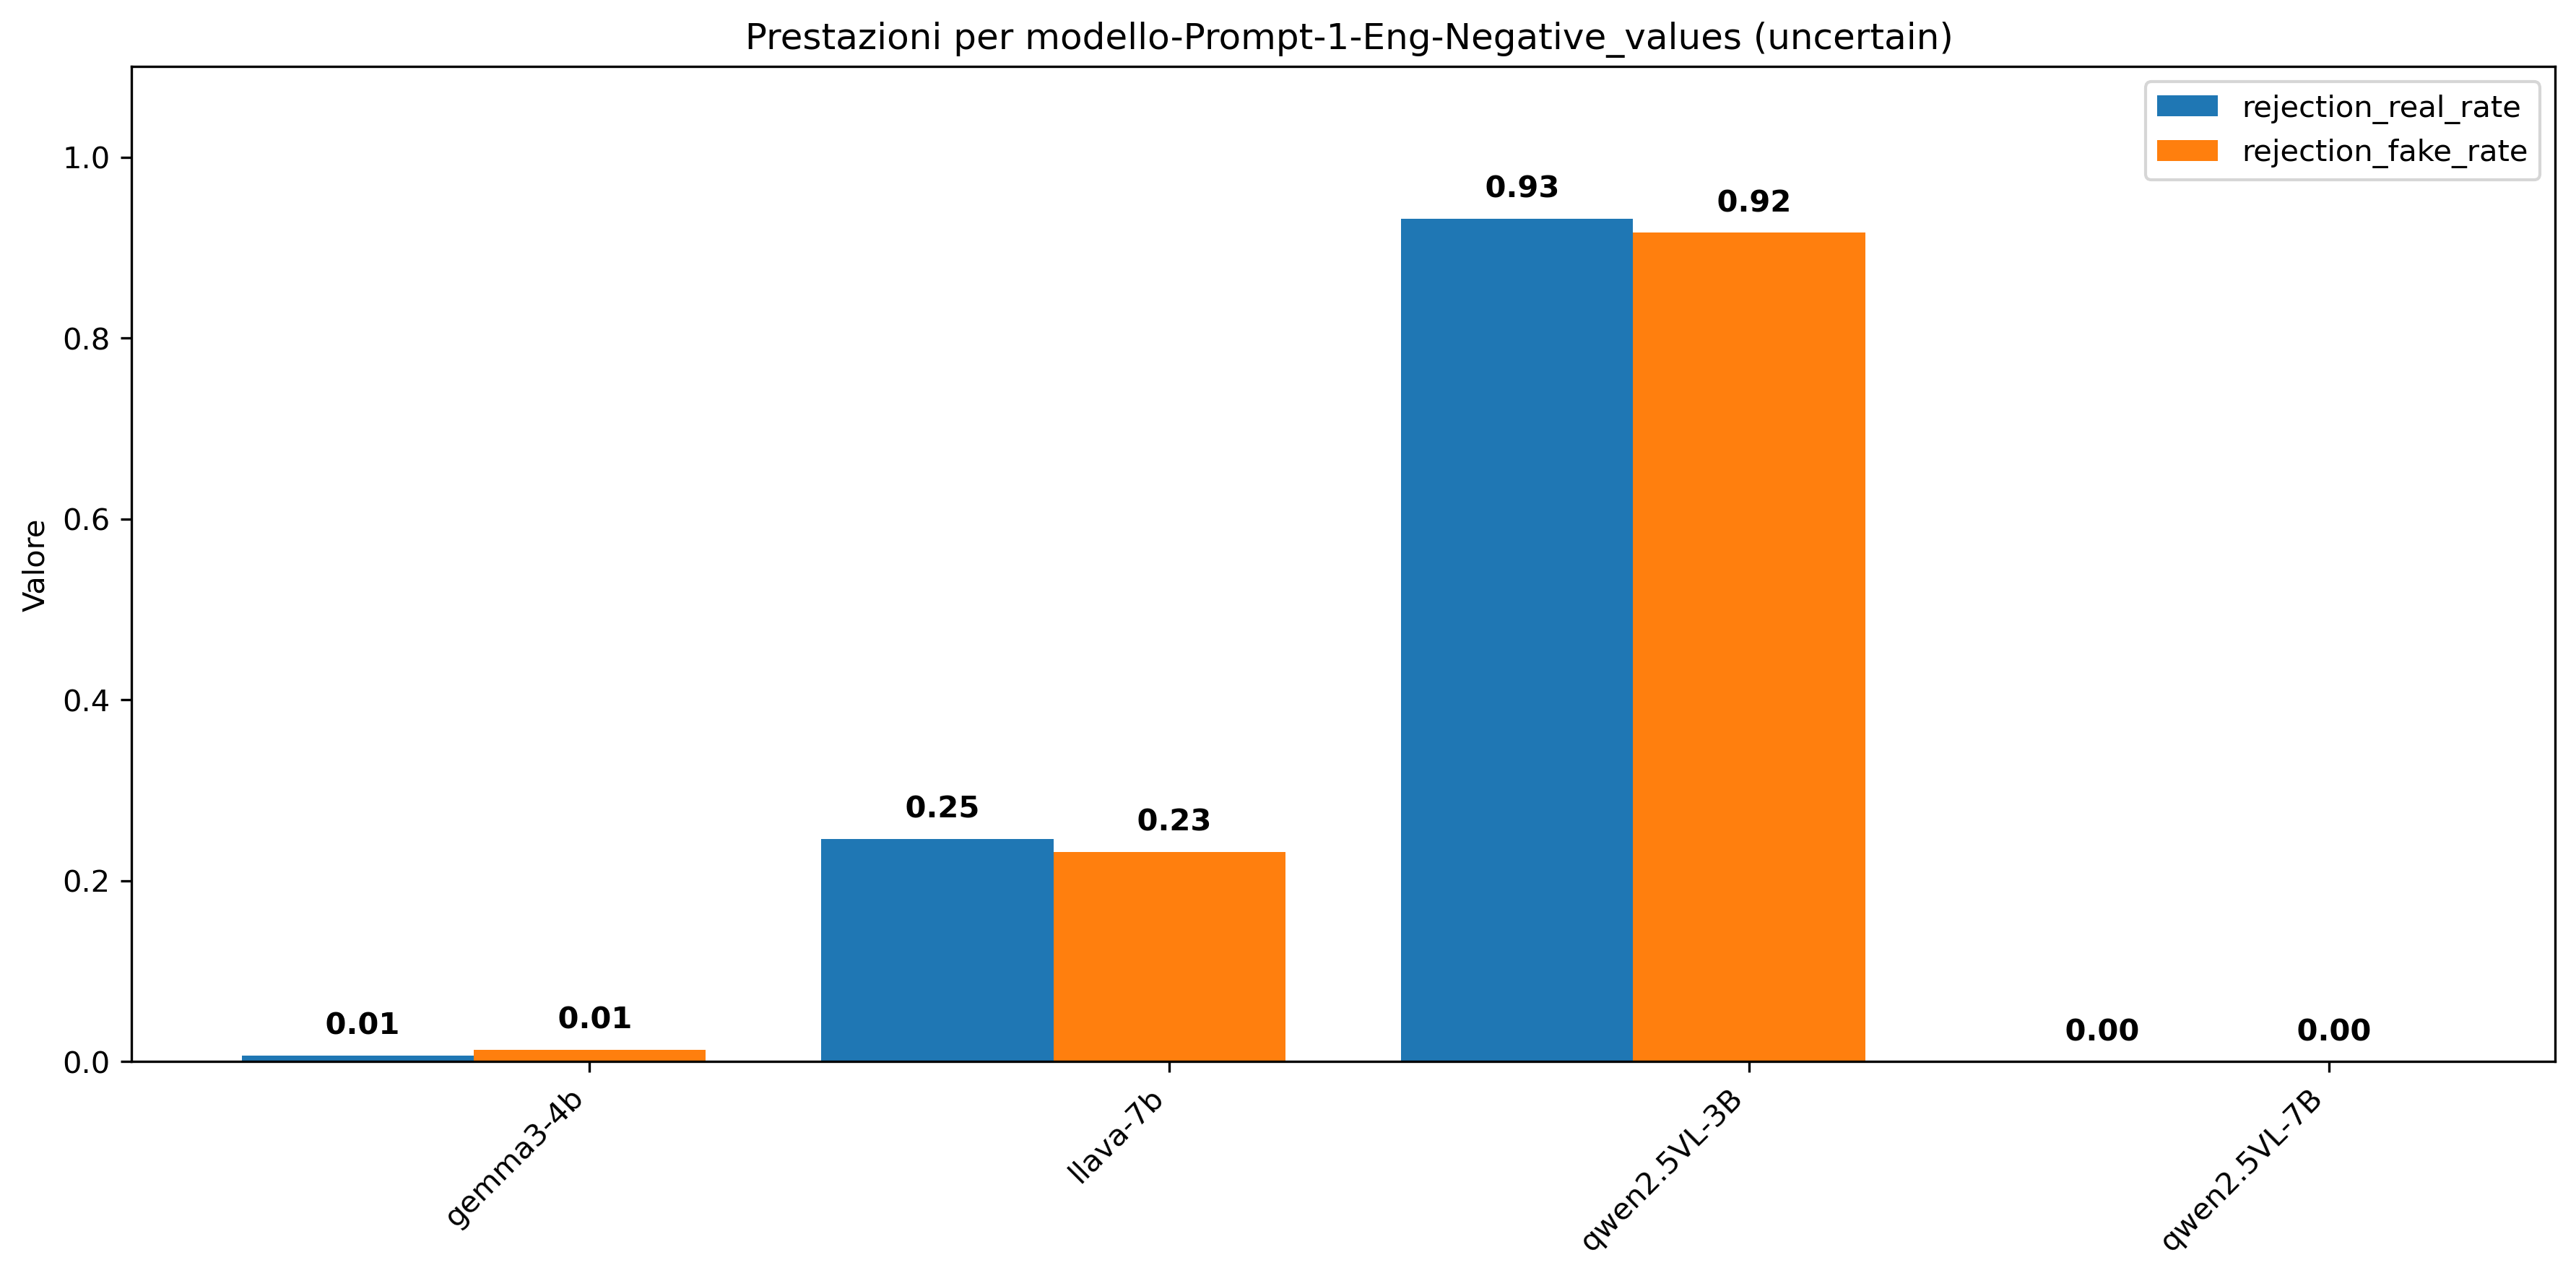 Prestazioni per modello-Prompt-1-Eng-Negative_values (uncertain)
rejection_real_rate
rejection_fake_rate
Valore
1.0
0.8
0.6
0.4
0.2
0.0
0.01
0.01
0.25
0.23
0.93
0.92
0.00
0.00
gemma3-4b
llava-7b
qwen2.5VL-3B
qwen2.5VL-7B